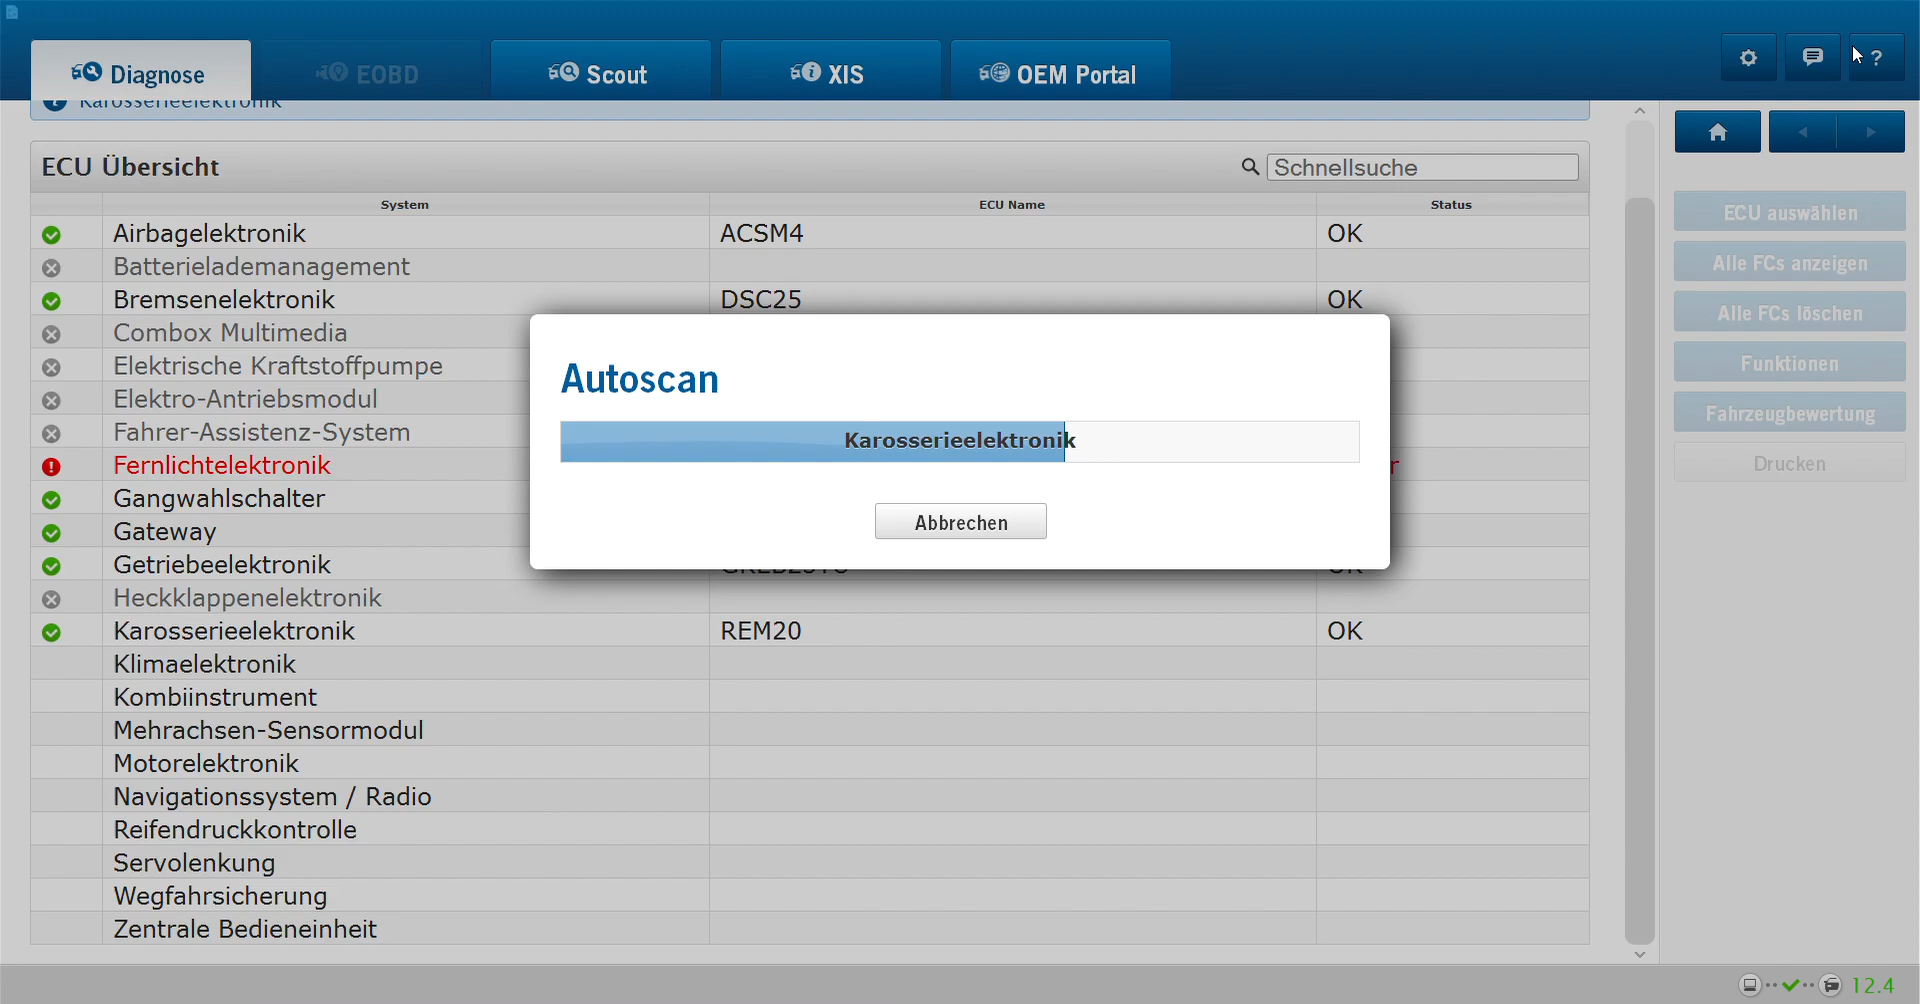 Diagnose
EOBD
Scout
XIS
OEM Portal
?
Karosserieelektronik
ECU Übersicht
Schnellsuche
System ECU Name Status
Airbagelektronik ACSM4 OK
Batterielademanagement
Bremsenelektronik DSC25 OK
Combox Multimedia
Elektrische Kraftstoffpumpe
Elektro-Antriebsmodul
Fahrer-Assistenz-System
Fernlichtelektronik
Gangwahlschalter
Gateway
Getriebeelektronik OK
Heckklappenelektronik
Karosserieelektronik REM20 OK
Klimaelektronik
Kombiinstrument
Mehrachsen-Sensormodul
Motorelektronik
Navigationssystem / Radio
Reifendruckkontrolle
Servolenkung
Wegfahrsicherung
Zentrale Bedieneinheit
Autoscan
Karosserieelektronik
Abbrechen
ECU auswählen
Alle FCs anzeigen
Alle FCs löschen
Funktionen
Fahrzeugbewertung
Drucken
12.4